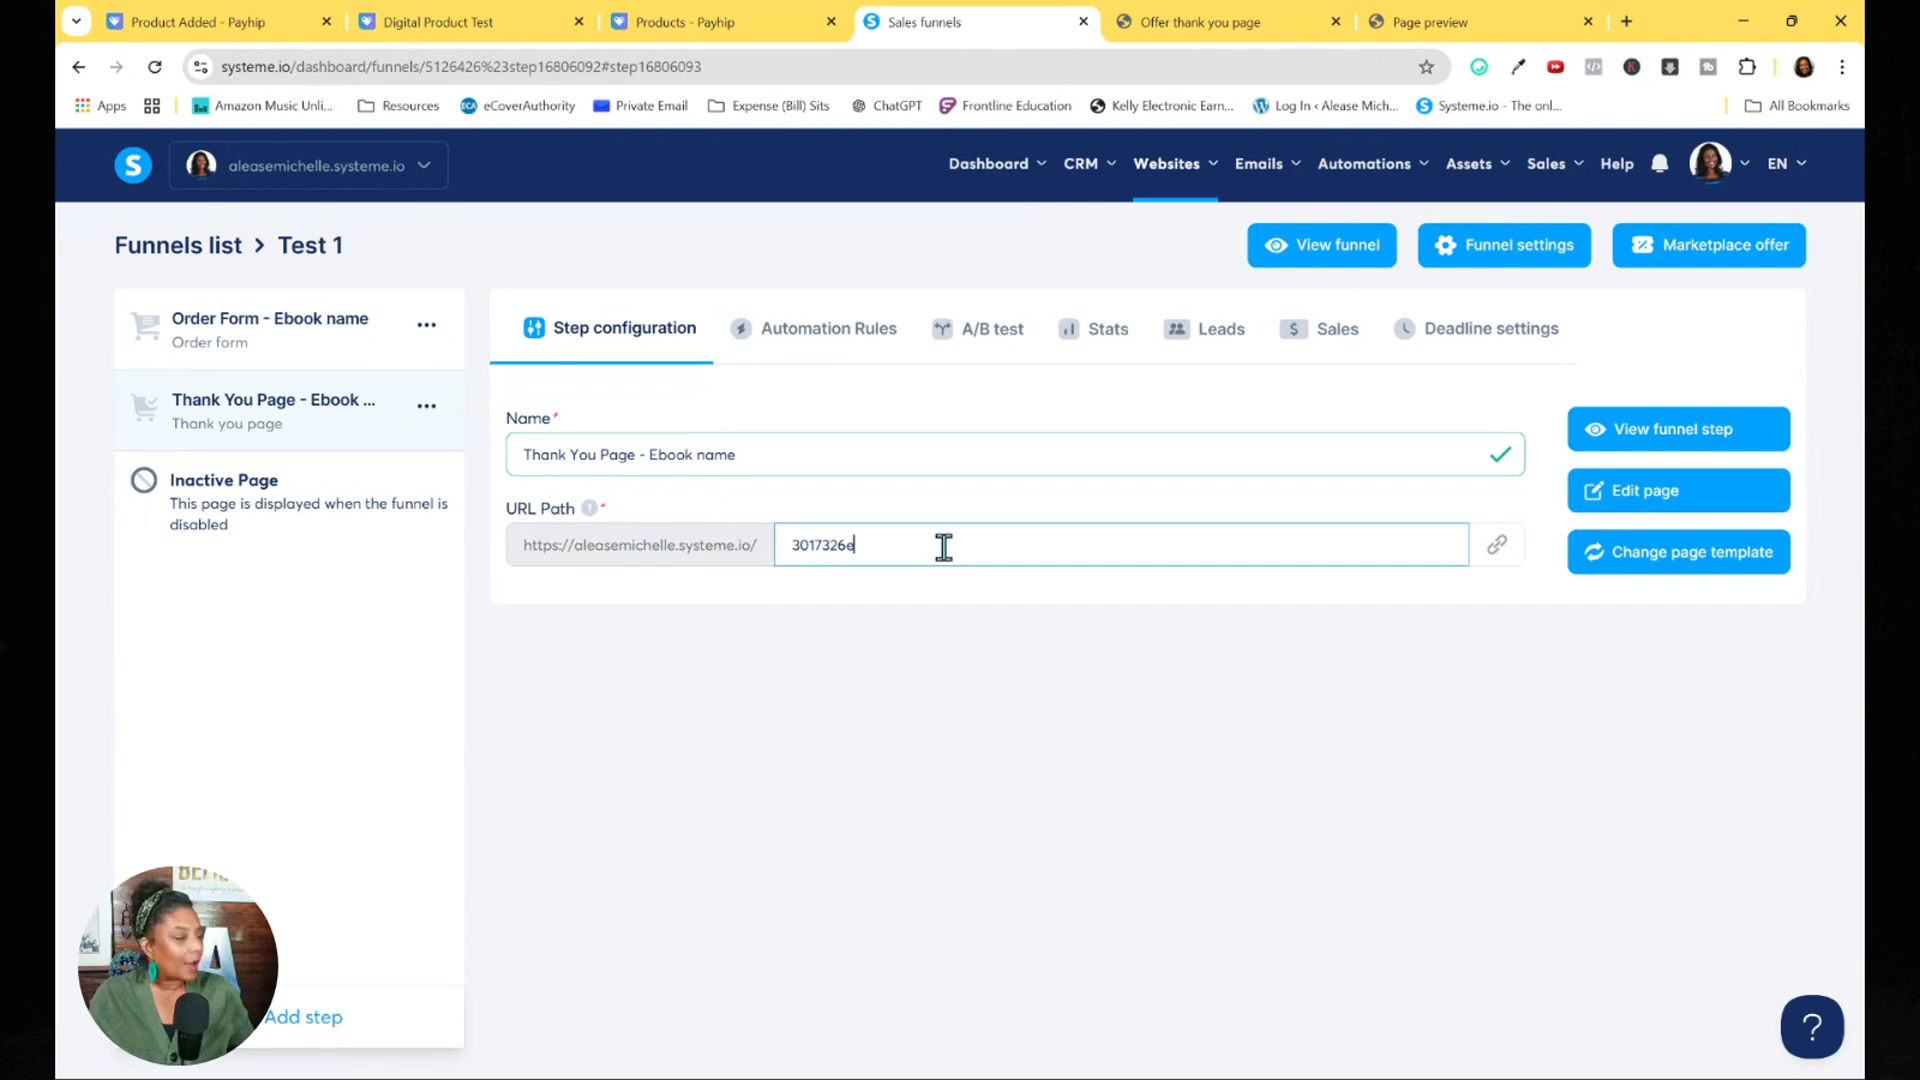 Product Added - Payhip
Digital Product Test
Products - Payhip
Sales funnels
Offer thank you page
Page preview
systeme.io/dashboard/funnels/5126426%23step16806092#step16806093
Apps
Amazon Music Unli...
Resources
eCoverAuthority
Private Email
Expense (Bill) Sits
ChatGPT
Frontline Education
Kelly Electronic Earn...
Log In ‹ Alease Mich...
Systeme.io - The onl...
All Bookmarks
S
aleasemichelle.systeme.io
Dashboard
CRM
Websites
Emails
Automations
Assets
Sales
Help
EN
Funnels list > Test 1
View funnel
Funnel settings
Marketplace offer
Order Form - Ebook name
Order form
Thank You Page - Ebook ...
Thank you page
Inactive Page
This page is displayed when the funnel is
disabled
Add step
Step configuration
Automation Rules
A/B test
Stats
Leads
Sales
Deadline settings
Name*
Thank You Page - Ebook name
URL Path ? *
https://aleasemichelle.systeme.io/
3017326e
View funnel step
Edit page
Change page template
?